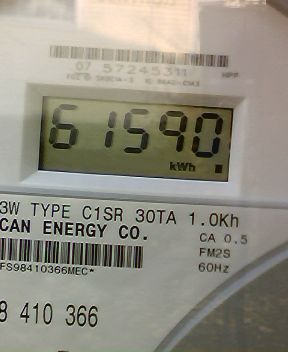 07 57245311
61590
kWh
3W TYPE C1SR 30TA 1.0Kh
CAN ENERGY CO.
CA 0.5
FM2S
60Hz
FS98410366MEC*
8 410 366